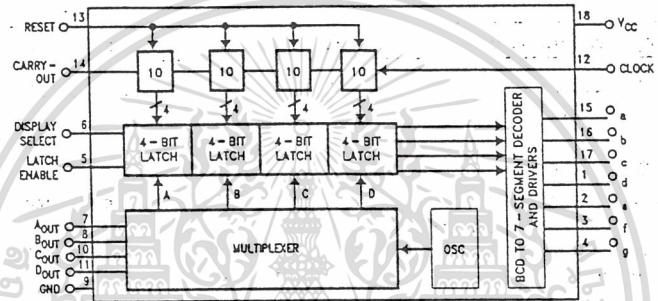 RESET 13
18 VCC
CARRY-OUT 14
10 10 10 10
12 CLOCK
4 4 4 4
DISPLAY SELECT 6
4-BIT LATCH
4-BIT LATCH
4-BIT LATCH
4-BIT LATCH
LATCH ENABLE 5
A B C D
BCD TO 7-SEGMENT DECODER AND DRIVERS
15 a
16 b
17 c
1 d
2 e
3 f
4 g
AOUT 7
BOUT 8
COUT 10
DOUT 11
GND 9
MULTIPLEXER
OSC